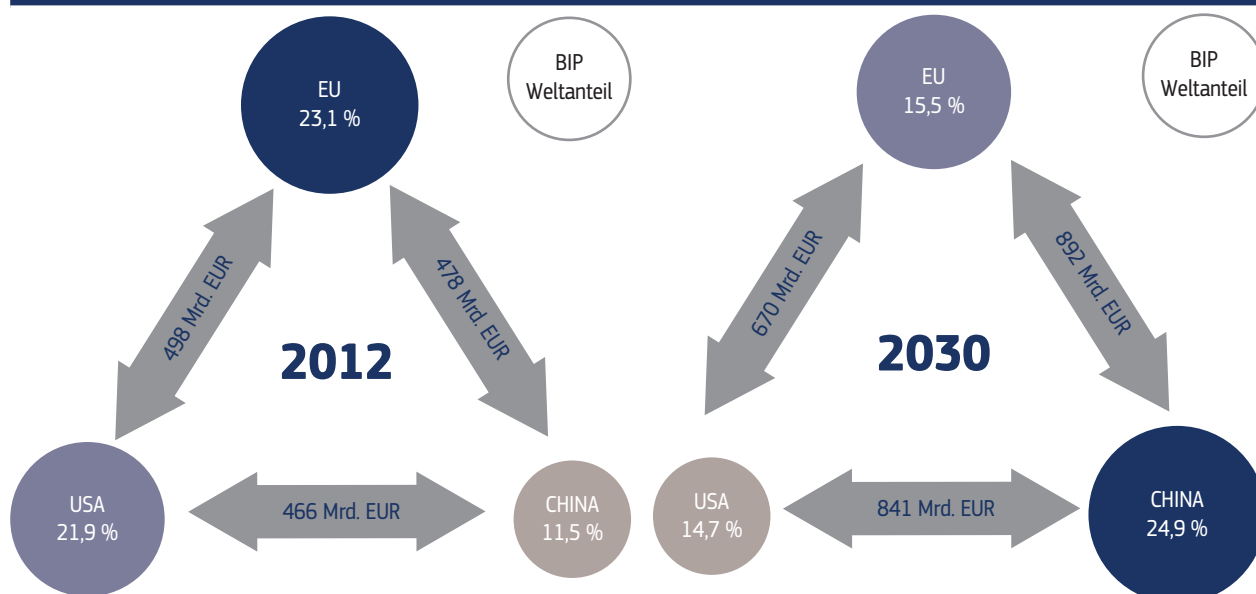 EU
23,1 %
BIP
Weltanteil
498 Mrd. EUR
478 Mrd. EUR
2012
USA
21,9 %
466 Mrd. EUR
CHINA
11,5 %
EU
15,5 %
BIP
Weltanteil
670 Mrd. EUR
892 Mrd. EUR
2030
USA
14,7 %
841 Mrd. EUR
CHINA
24,9 %